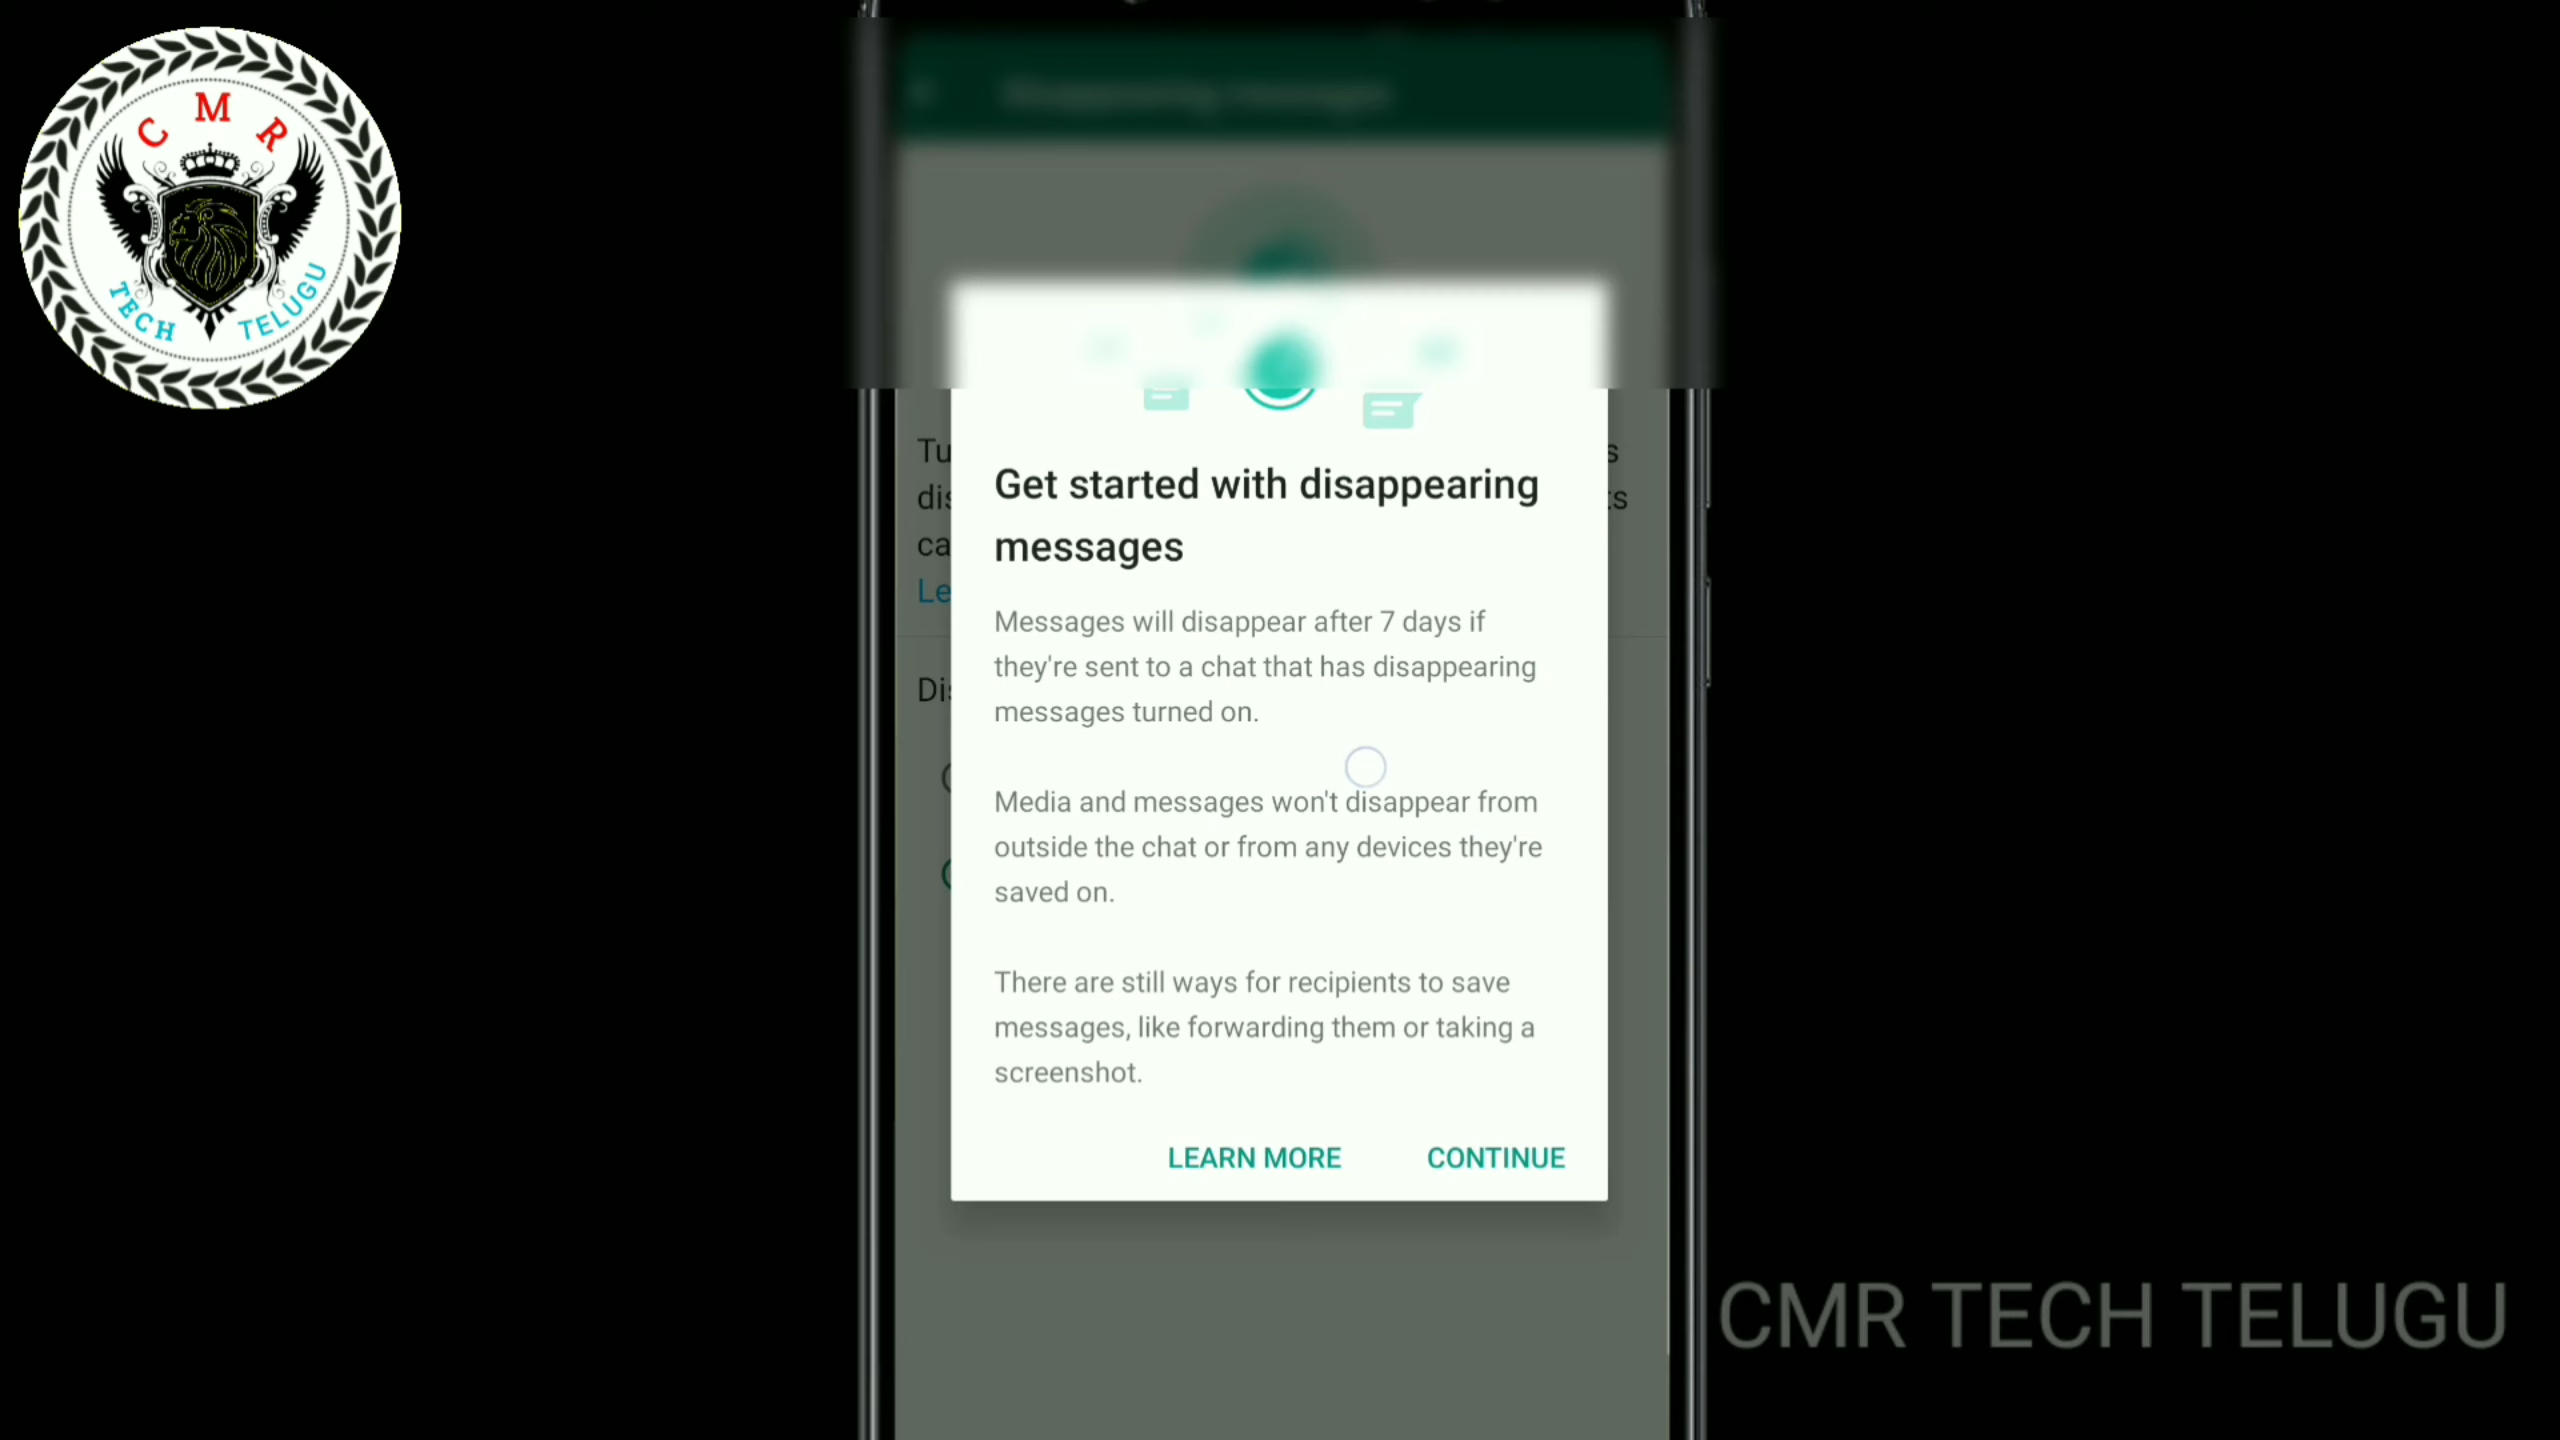 C M R
TECH TELUGU
Disappearing messages
Get started with disappearing
messages
Messages will disappear after 7 days if
they're sent to a chat that has disappearing
messages turned on.
Media and messages won't disappear from
outside the chat or from any devices they're
saved on.
There are still ways for recipients to save
messages, like forwarding them or taking a
screenshot.
LEARN MORE CONTINUE
CMR TECH TELUGU